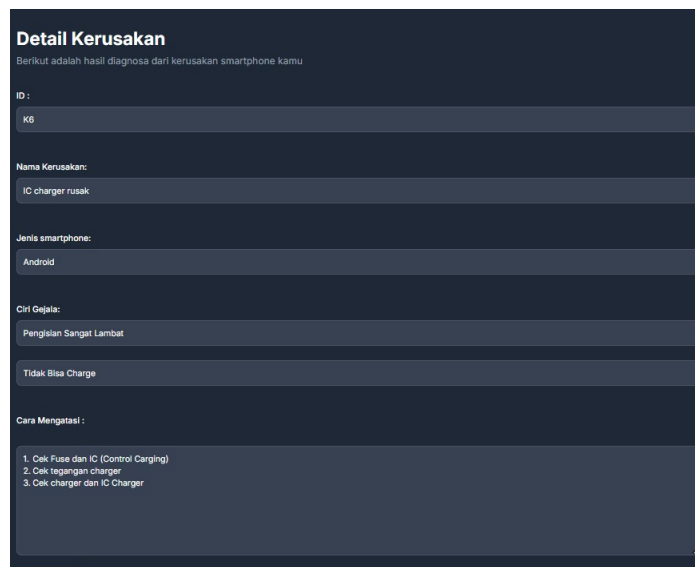 Detail Kerusakan
Berikut adalah hasil diagnosa dari kerusakan smartphone kamu
ID :
K6
Nama Kerusakan:
IC charger rusak
Jenis smartphone:
Android
Ciri Gejala:
Pengisian Sangat Lambat
Tidak Bisa Charge
Cara Mengatasi :
1. Cek Fuse dan IC (Control Carging)
2. Cek tegangan charger
3. Cek charger dan IC Charger